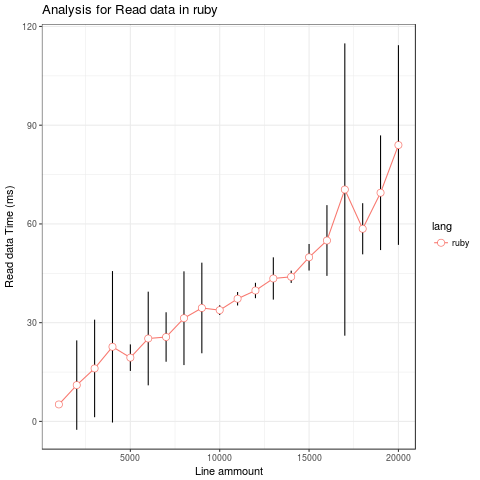 Analysis for Read data in ruby
120
90
60
30
0
Read data Time (ms)
5000 10000 15000 20000
Line ammount
lang
ruby